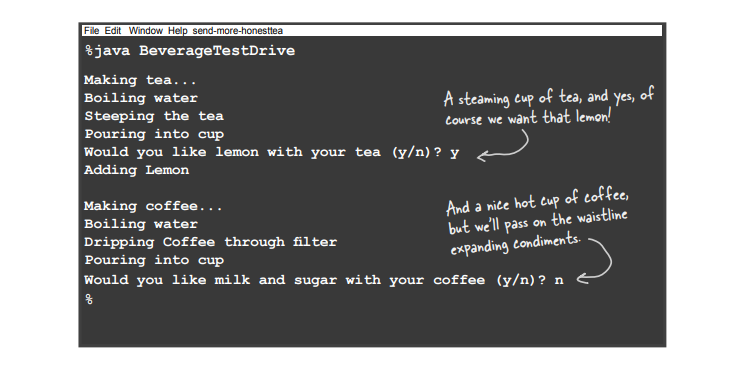 File Edit Window Help send-more-honesttea
%java BeverageTestDrive
Making tea...
Boiling water
Steeping the tea
Pouring into cup
Would you like lemon with your tea (y/n)? y
Adding Lemon
A steaming cup of tea, and yes, of
course we want that lemon!
Making coffee...
Boiling water
Dripping Coffee through filter
Pouring into cup
Would you like milk and sugar with your coffee (y/n)? n
%
And a nice hot cup of coffee,
but we'll pass on the waistline
expanding condiments.